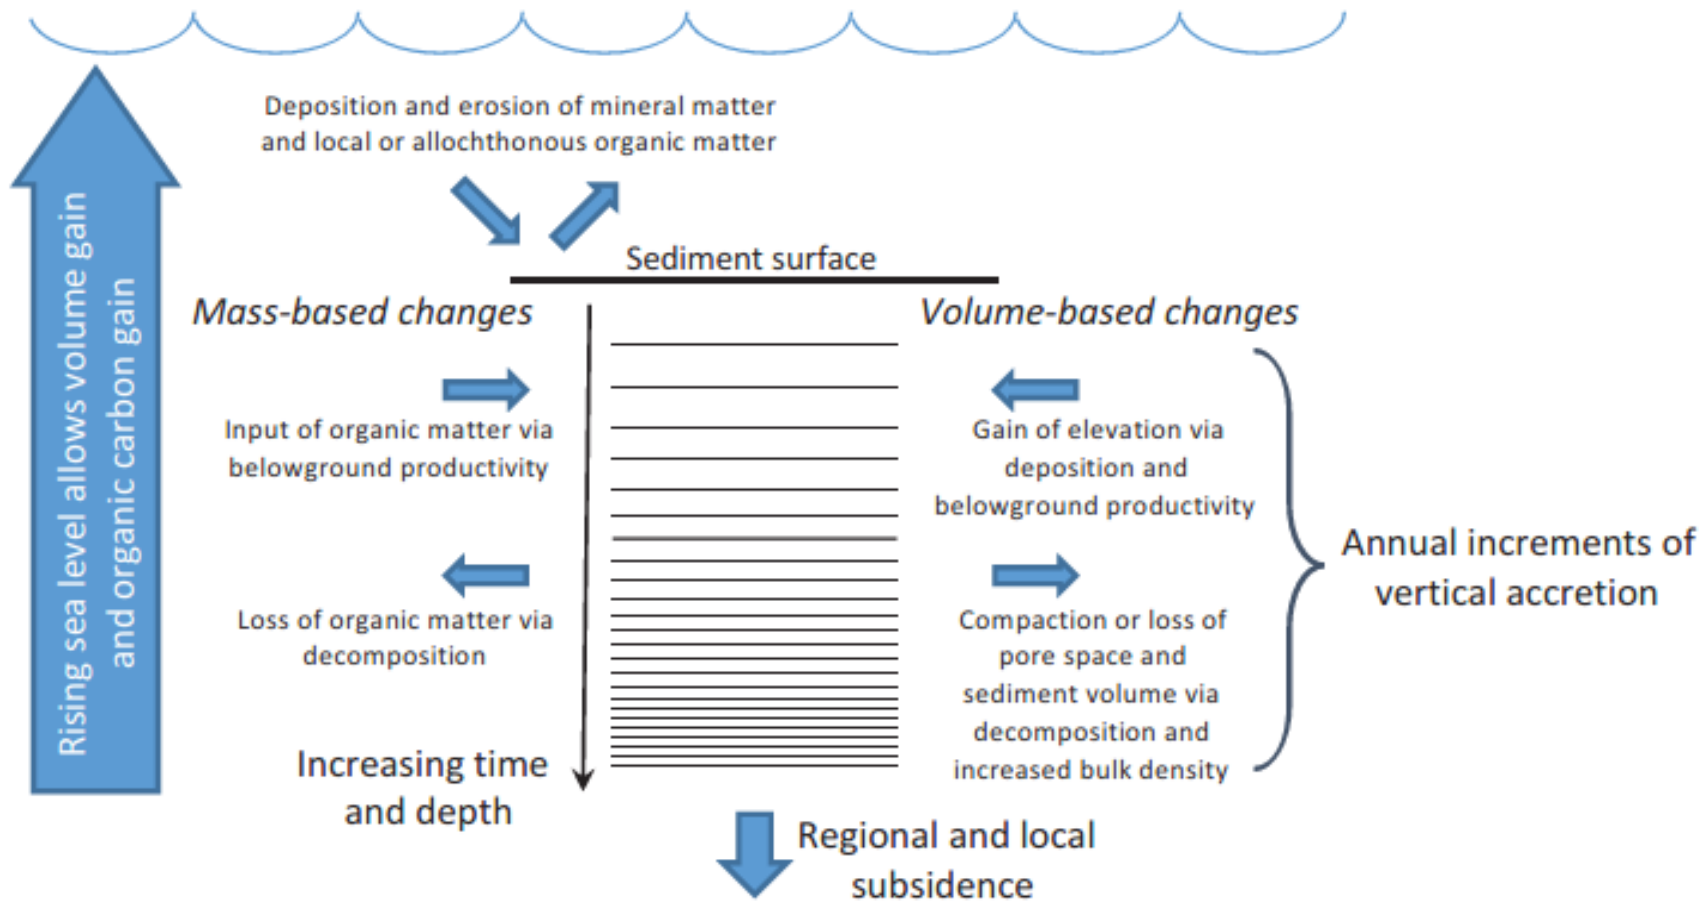 Deposition and erosion of mineral matter
and local or allochthonous organic matter
Sediment surface
Rising sea level allows volume gain
and organic carbon gain
Mass-based changes
Input of organic matter via
belowground productivity
Loss of organic matter via
decomposition
Increasing time
and depth
Volume-based changes
Gain of elevation via
deposition and
belowground productivity
Compaction or loss of
pore space and
sediment volume via
decomposition and
increased bulk density
Annual increments of
vertical accretion
Regional and local
subsidence